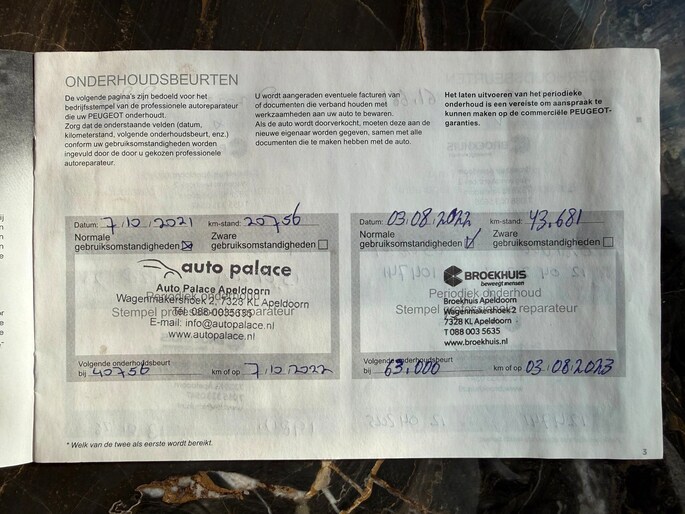 ONDERHOUDSBEURTEN
De volgende pagina's zijn bedoeld voor het
bedrijfsstempel van de professionele autoreparateur
die uw PEUGEOT onderhoudt.
Zorg dat de onderstaande velden (datum,
kilometerstand, volgende onderhoudsbeurt, enz.)
conform uw gebruiksomstandigheden worden
ingevuld door de door u gekozen professionele
autoreparateur.
U wordt aangeraden eventuele facturen van
of documenten die verband houden met
werkzaamheden aan uw auto te bewaren.
Als de auto wordt doorverkocht, moeten deze aan de
nieuwe eigenaar worden gegeven, samen met alle
documenten die te maken hebben met de auto.
Het laten uitvoeren van het periodieke
onderhoud is een vereiste om aanspraak te
kunnen maken op de commerciële PEUGEOT-
garanties.
Datum: 7.10.2021 km-stand: 20756
Normale Zware
gebruiksomstandigheden gebruiksomstandigheden
auto palace
Auto Palace Apeldoorn
Periodiek onderhoud
Wagenmakershoek 2, 7328 KL Apeldoorn
Stempel professionele reparateur
Tel. 088-0035635
E-mail: info@autopalace.nl
www.autopalace.nl
Volgende onderhoudsbeurt
bij 40756 km of op 7.10.2022
Datum: 03.08.2022 km-stand: 43,681
Normale Zware
gebruiksomstandigheden gebruiksomstandigheden
BROEKHUIS
beweegt mensen
Periodiek onderhoud
Broekhuis Apeldoorn
Stempel professionele reparateur
Wagenmakershoek 2
7328 KL Apeldoorn
T 088 003 5635
www.broekhuis.nl
Volgende onderhoudsbeurt
bij 63,000 km of op 03.08.2023
* Welk van de twee als eerste wordt bereikt.
3